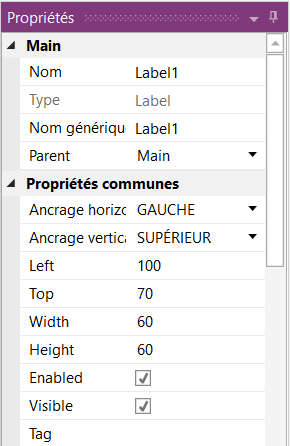 Propriétés
Main
Nom Label1
Type Label
Nom génériqu Label1
Parent Main
Propriétés communes
Ancrage horizo GAUCHE
Ancrage vertica SUPÉRIEUR
Left 100
Top 70
Width 60
Height 60
Enabled
Visible
Tag